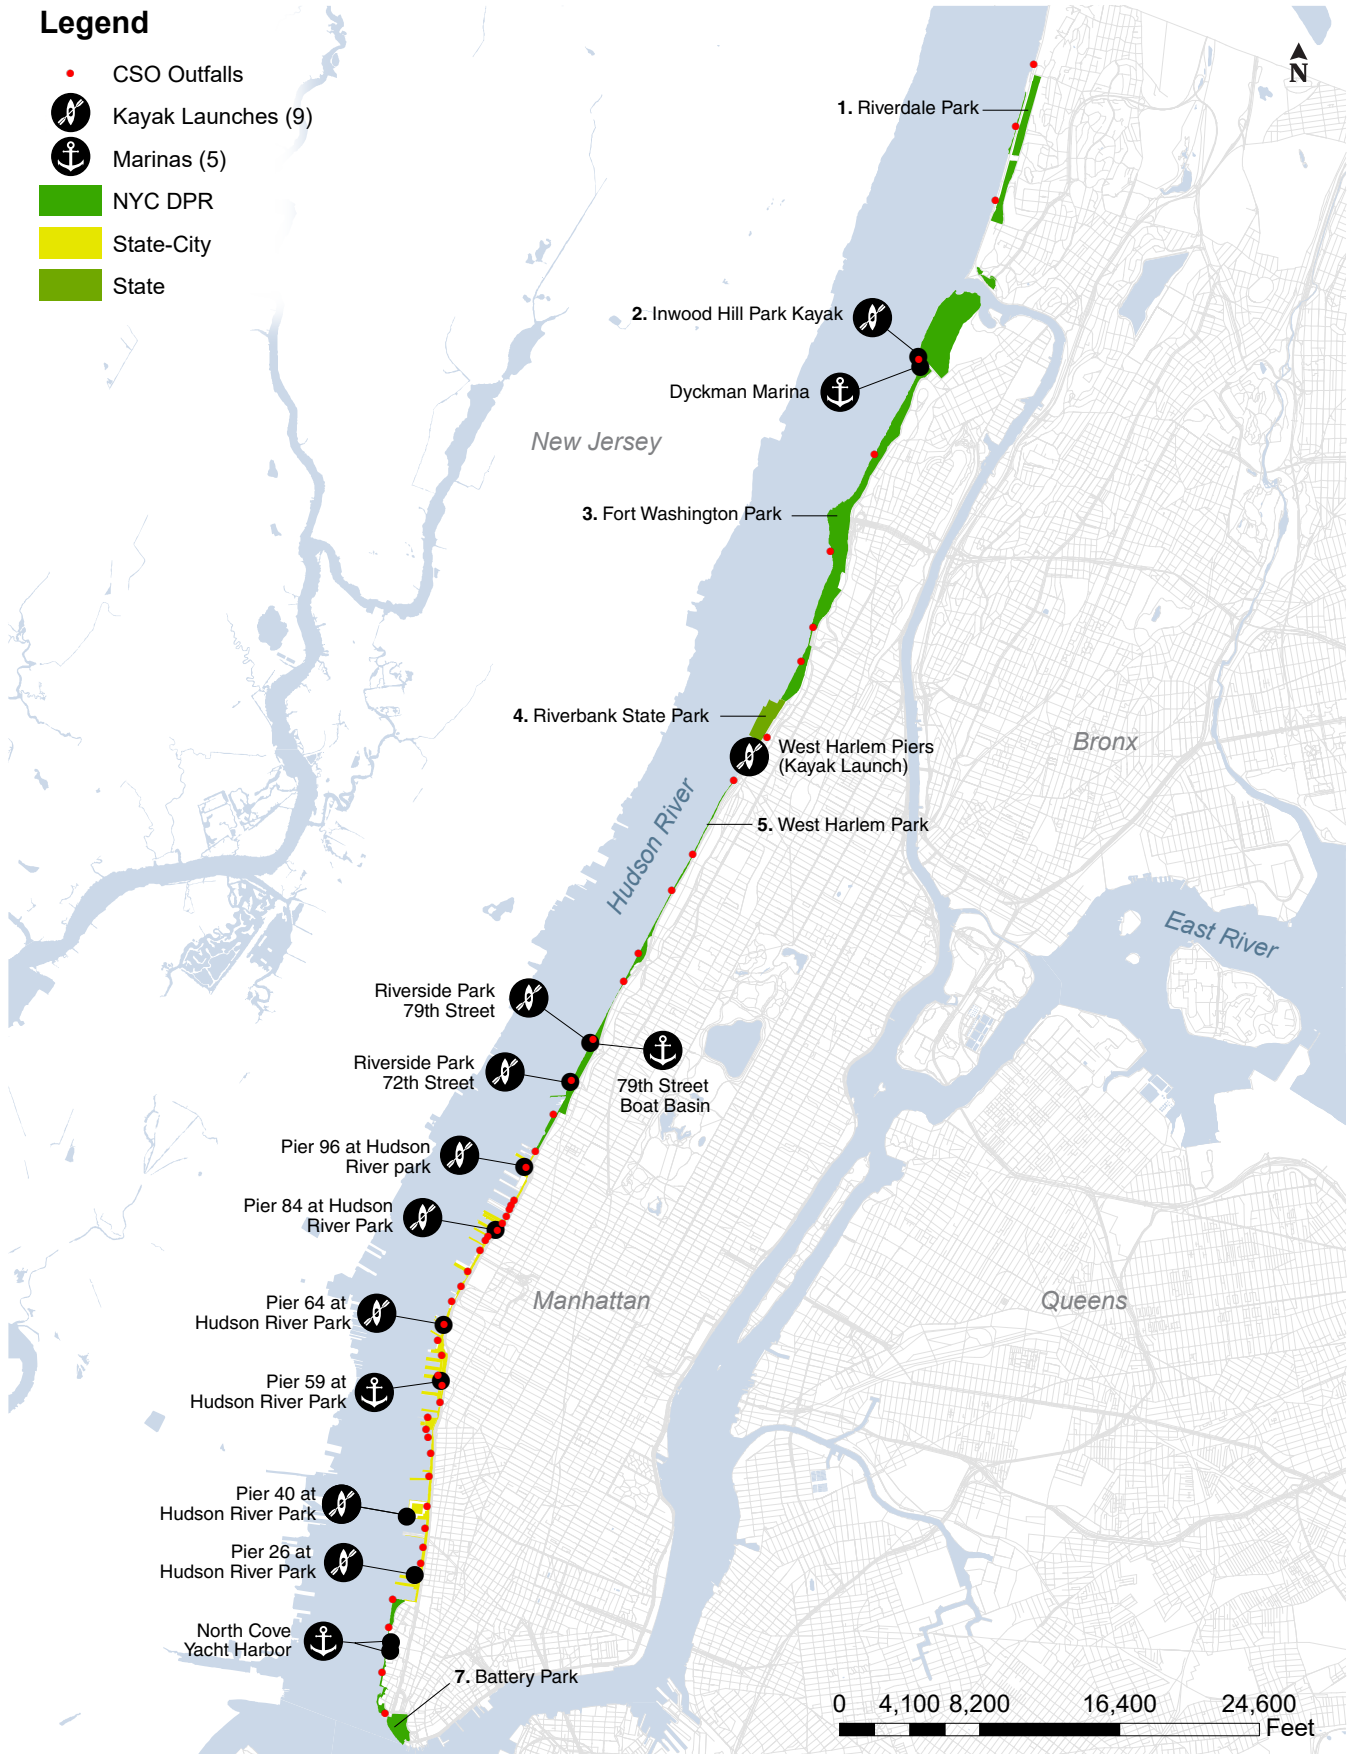 Legend
CSO Outfalls
Kayak Launches (9)
Marinas (5)
NYC DPR
State-City
State
N
1. Riverdale Park
2. Inwood Hill Park Kayak
Dyckman Marina
New Jersey
3. Fort Washington Park
4. Riverbank State Park
West Harlem Piers
(Kayak Launch)
Bronx
Hudson River
5. West Harlem Park
East River
Riverside Park
79th Street
Riverside Park
72th Street
79th Street
Boat Basin
Pier 96 at Hudson
River park
Pier 84 at Hudson
River Park
Pier 64 at
Hudson River Park
Manhattan
Queens
Pier 59 at
Hudson River Park
Pier 40 at
Hudson River Park
Pier 26 at
Hudson River Park
North Cove
Yacht Harbor
7. Battery Park
0 4,100 8,200 16,400 24,600
Feet